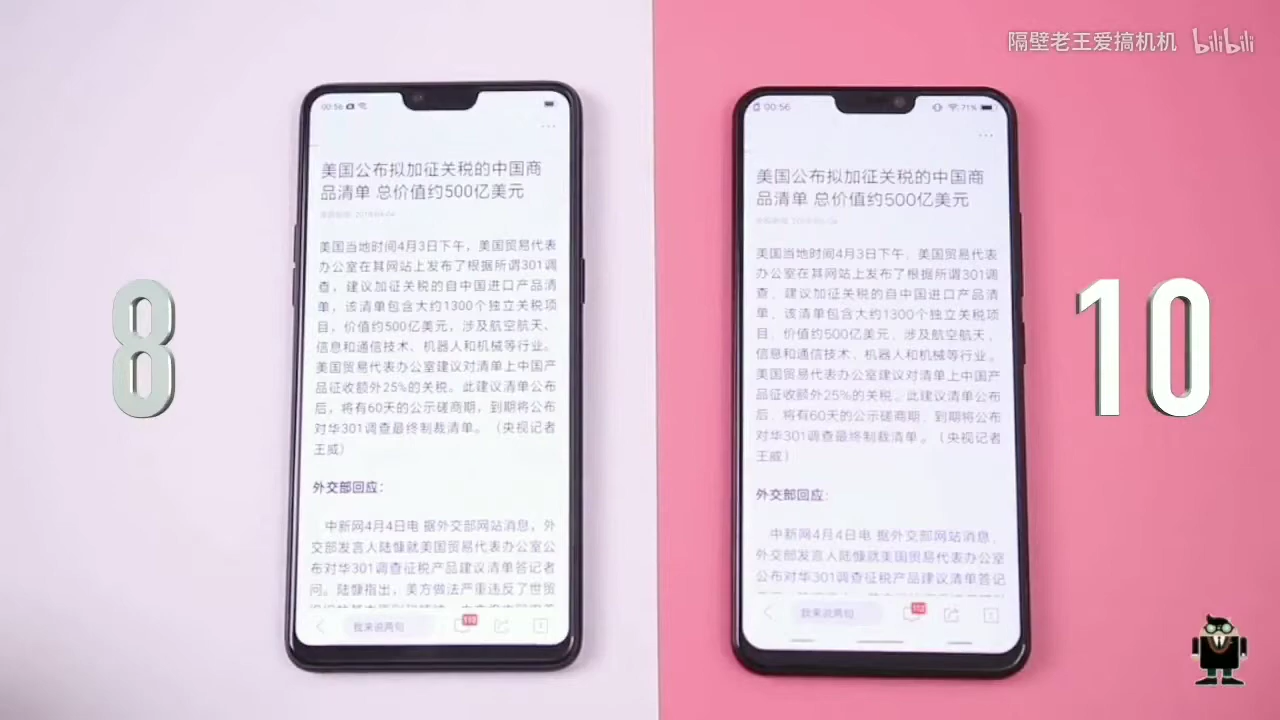 隔壁老王爱搞机机 bilibili
8
10
00:56
美国公布拟加征关税的中国商
品清单 总价值约500亿美元
美国当地时间4月3日下午，美国贸易代表
办公室在其网站上发布了根据所谓301调
查，建议加征关税的自中国进口产品清
单，该清单包含大约1300个独立关税项
目，价值约500亿美元，涉及航空航天、
信息和通信技术、机器人和机械等行业。
美国贸易代表办公室建议对清单上中国产
品征收额外25%的关税。此建议清单公布
后，将有60天的公示磋商期，到期将公布
对华301调查最终制裁清单。（央视记者
王威）
外交部回应：
中新网4月4日电 据外交部网站消息，外
交部发言人陆慷就美国贸易代表办公室公
布对华301调查征税产品建议清单答记者
问。陆慷指出，美方做法严重违反了世贸
我来说两句
112
00:56
71%
美国公布拟加征关税的中国商
品清单 总价值约500亿美元
美国当地时间4月3日下午，美国贸易代表
办公室在其网站上发布了根据所谓301调
查，建议加征关税的自中国进口产品清
单，该清单包含大约1300个独立关税项
目，价值约500亿美元，涉及航空航天、
信息和通信技术、机器人和机械等行业。
美国贸易代表办公室建议对清单上中国产
品征收额外25%的关税。此建议清单公布
后，将有60天的公示磋商期，到期将公布
对华301调查最终制裁清单。（央视记者
王威）
外交部回应：
中新网4月4日电 据外交部网站消息，
外交部发言人陆慷就美国贸易代表办公室
公布对华301调查征税产品建议清单答记
我来说两句
112